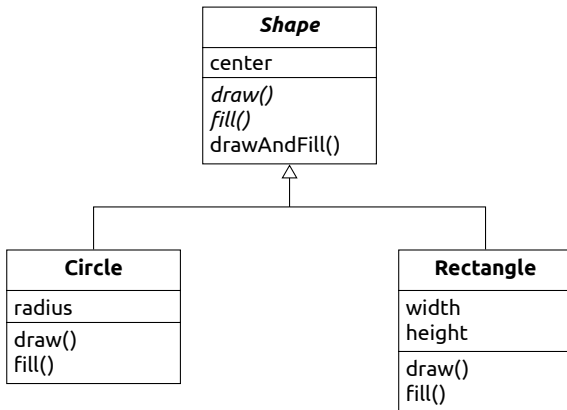 Shape
center
draw()
fill()
drawAndFill()
Circle
radius
draw()
fill()
Rectangle
width
height
draw()
fill()